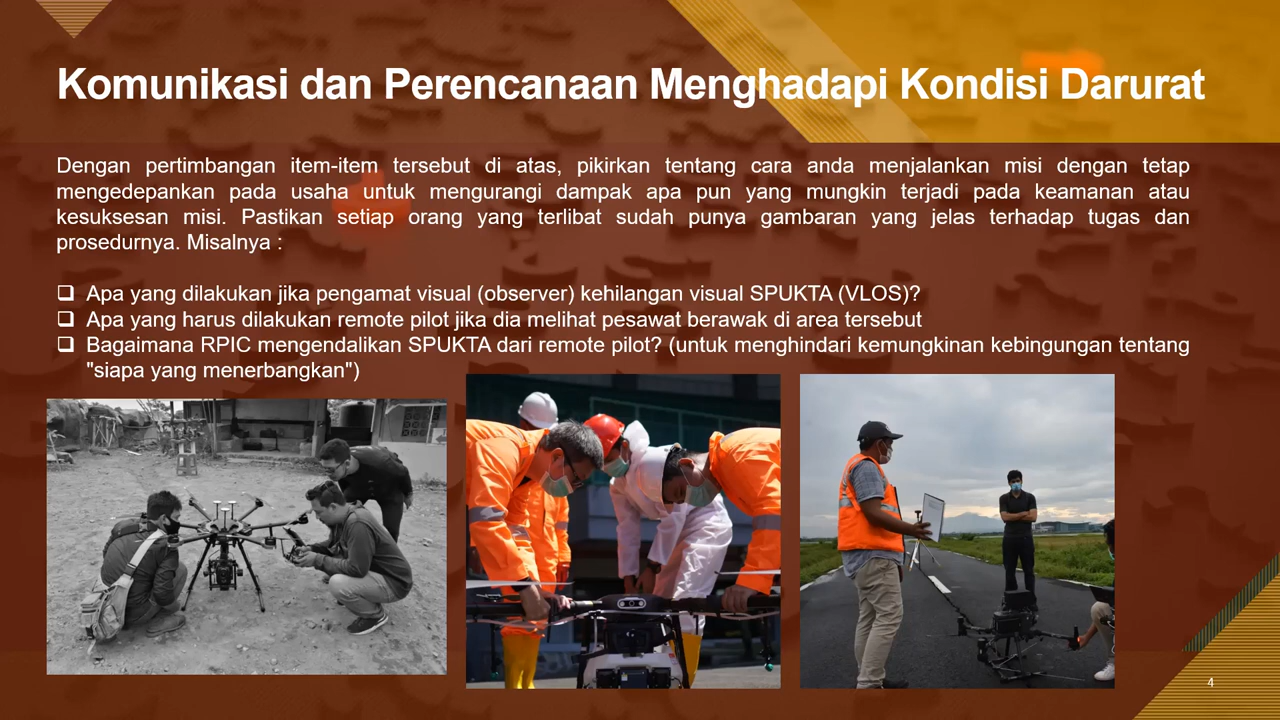 Komunikasi dan Perencanaan Menghadapi Kondisi Darurat
Dengan pertimbangan item-item tersebut di atas, pikirkan tentang cara anda menjalankan misi dengan tetap
mengedepankan pada usaha untuk mengurangi dampak apa pun yang mungkin terjadi pada keamanan atau
kesuksesan misi. Pastikan setiap orang yang terlibat sudah punya gambaran yang jelas terhadap tugas dan
prosedurnya. Misalnya :
❑ Apa yang dilakukan jika pengamat visual (observer) kehilangan visual SPUKTA (VLOS)?
❑ Apa yang harus dilakukan remote pilot jika dia melihat pesawat berawak di area tersebut
❑ Bagaimana RPIC mengendalikan SPUKTA dari remote pilot? (untuk menghindari kemungkinan kebingungan tentang
"siapa yang menerbangkan")
4